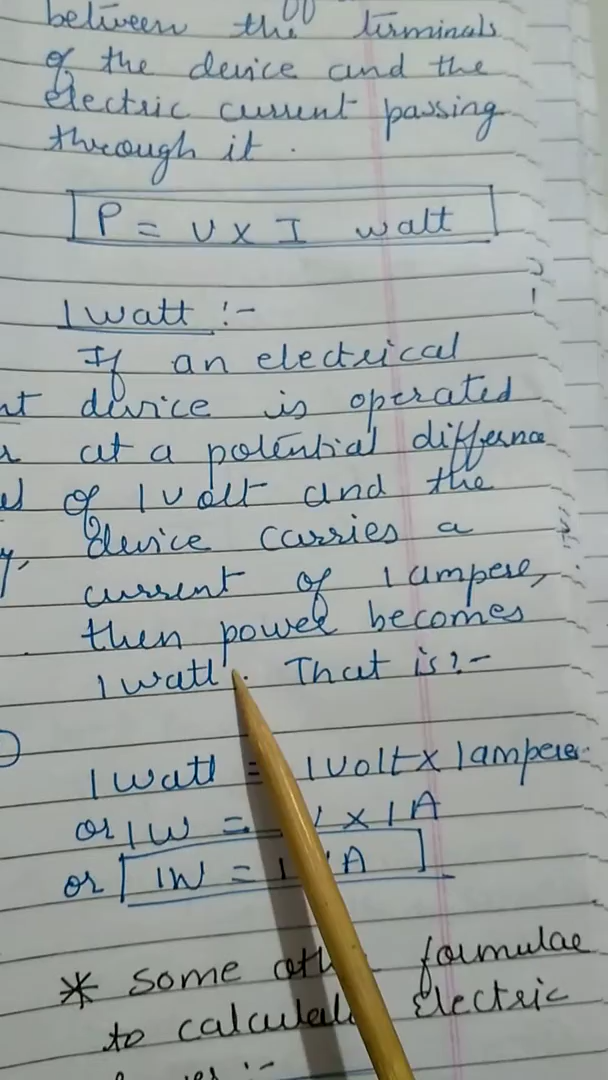 between the terminals
of the device and the
electric current passing
through it.
P = V X I watt
1 watt :-
If an electrical
device is operated
at a potential differnce
of 1 volt and the
device carries a
current of 1 ampere,
then power becomes
1 watt. That is :-
1 watt = 1 volt x 1 ampere
or 1W = x 1 A
or 1W = 1 A
* some formulae
to calculate electric